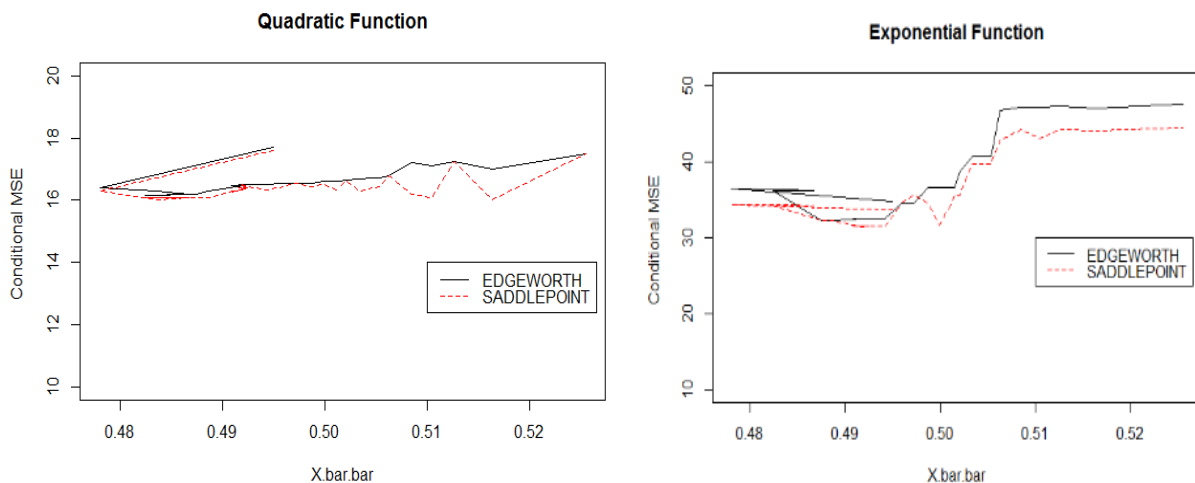 Quadratic Function
Conditional MSE
20
18
16
14
12
10
EDGEWORTH
SADDLEPOINT
0.48 0.49 0.50 0.51 0.52
X.bar.bar
Exponential Function
Conditional MSE
50
40
30
20
10
EDGEWORTH
SADDLEPOINT
0.48 0.49 0.50 0.51 0.52
X.bar.bar